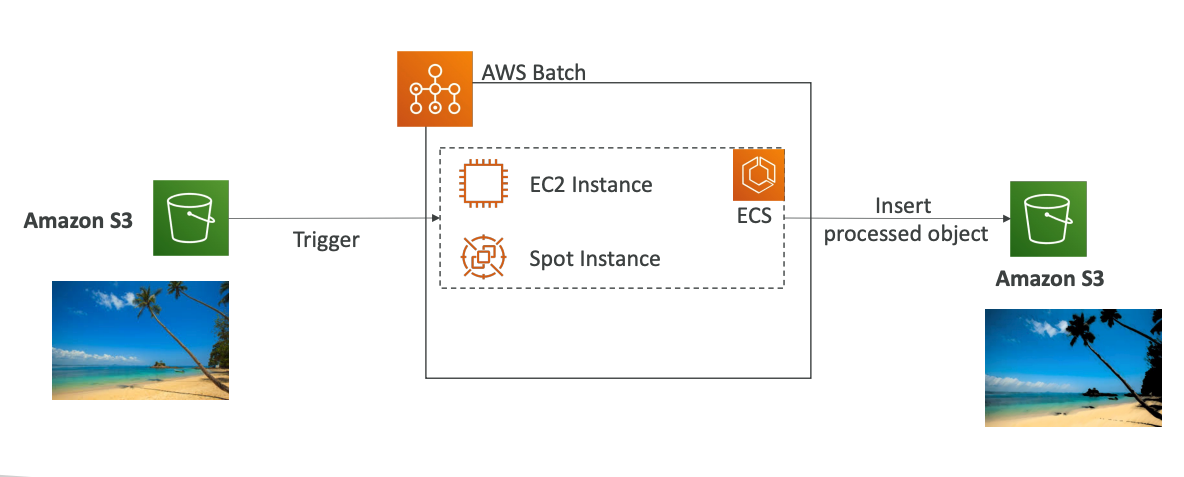 AWS Batch
EC2 Instance
ECS
Spot Instance
Amazon S3
Trigger
Insert
processed object
Amazon S3